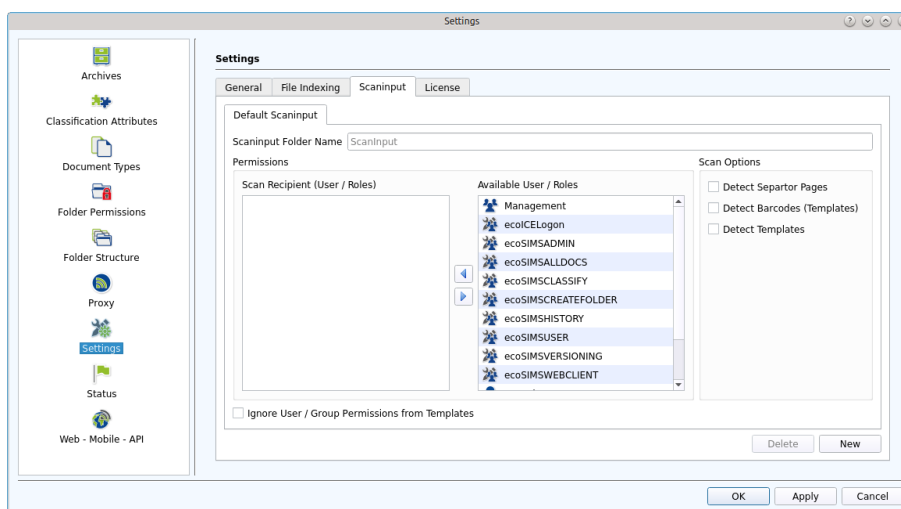 Settings
Archives
Classification Attributes
Document Types
Folder Permissions
Folder Structure
Proxy
Settings
Status
Web - Mobile - API
Settings
General File Indexing Scaninput License
Default Scaninput
Scaninput Folder Name ScanInput
Permissions
Scan Recipient (User / Roles)
Available User / Roles
Management
ecoICELogon
ecoSIMSADMIN
ecoSIMSALLDOCS
ecoSIMSCLASSIFY
ecoSIMSCREATEFOLDER
ecoSIMSHISTORY
ecoSIMSUSER
ecoSIMSVERSIONING
ecoSIMSWEBCLIENT
Scan Options
Detect Separtor Pages
Detect Barcodes (Templates)
Detect Templates
Ignore User / Group Permissions from Templates
Delete New
OK Apply Cancel